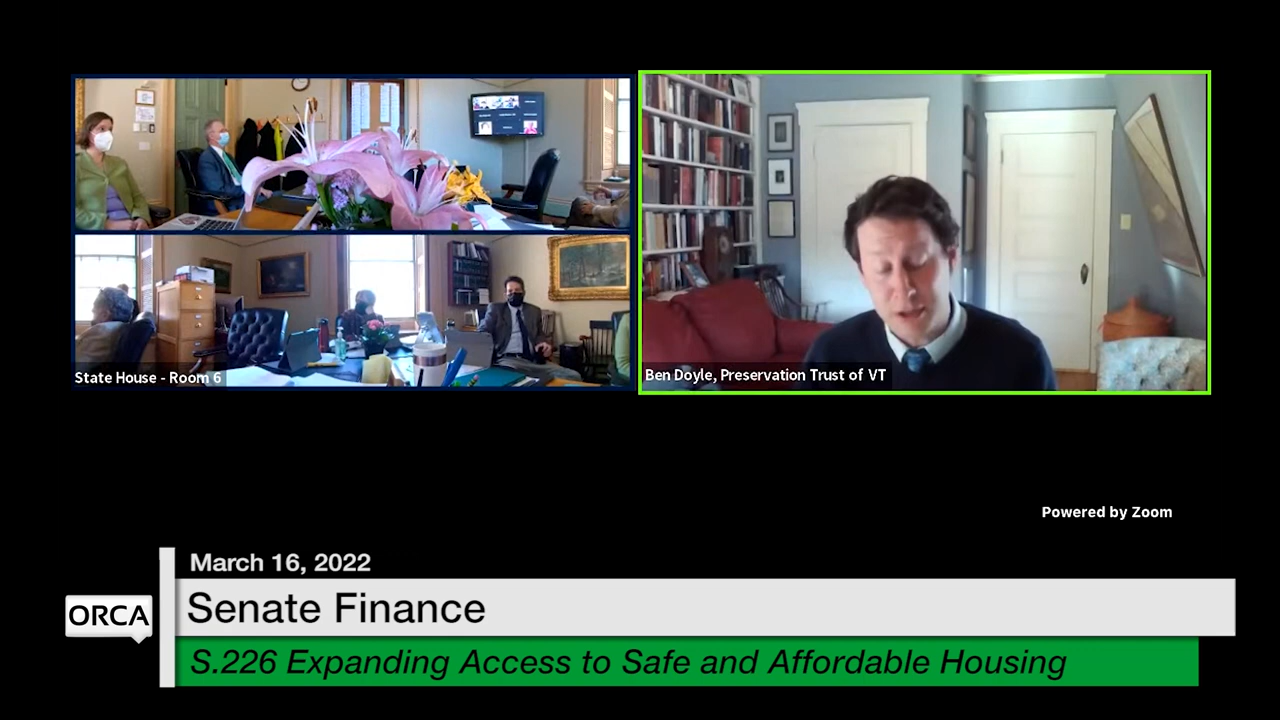 State House - Room 6
Ben Doyle, Preservation Trust of VT
Powered by Zoom
March 16, 2022
Senate Finance
ORCA
S.226 Expanding Access to Safe and Affordable Housing